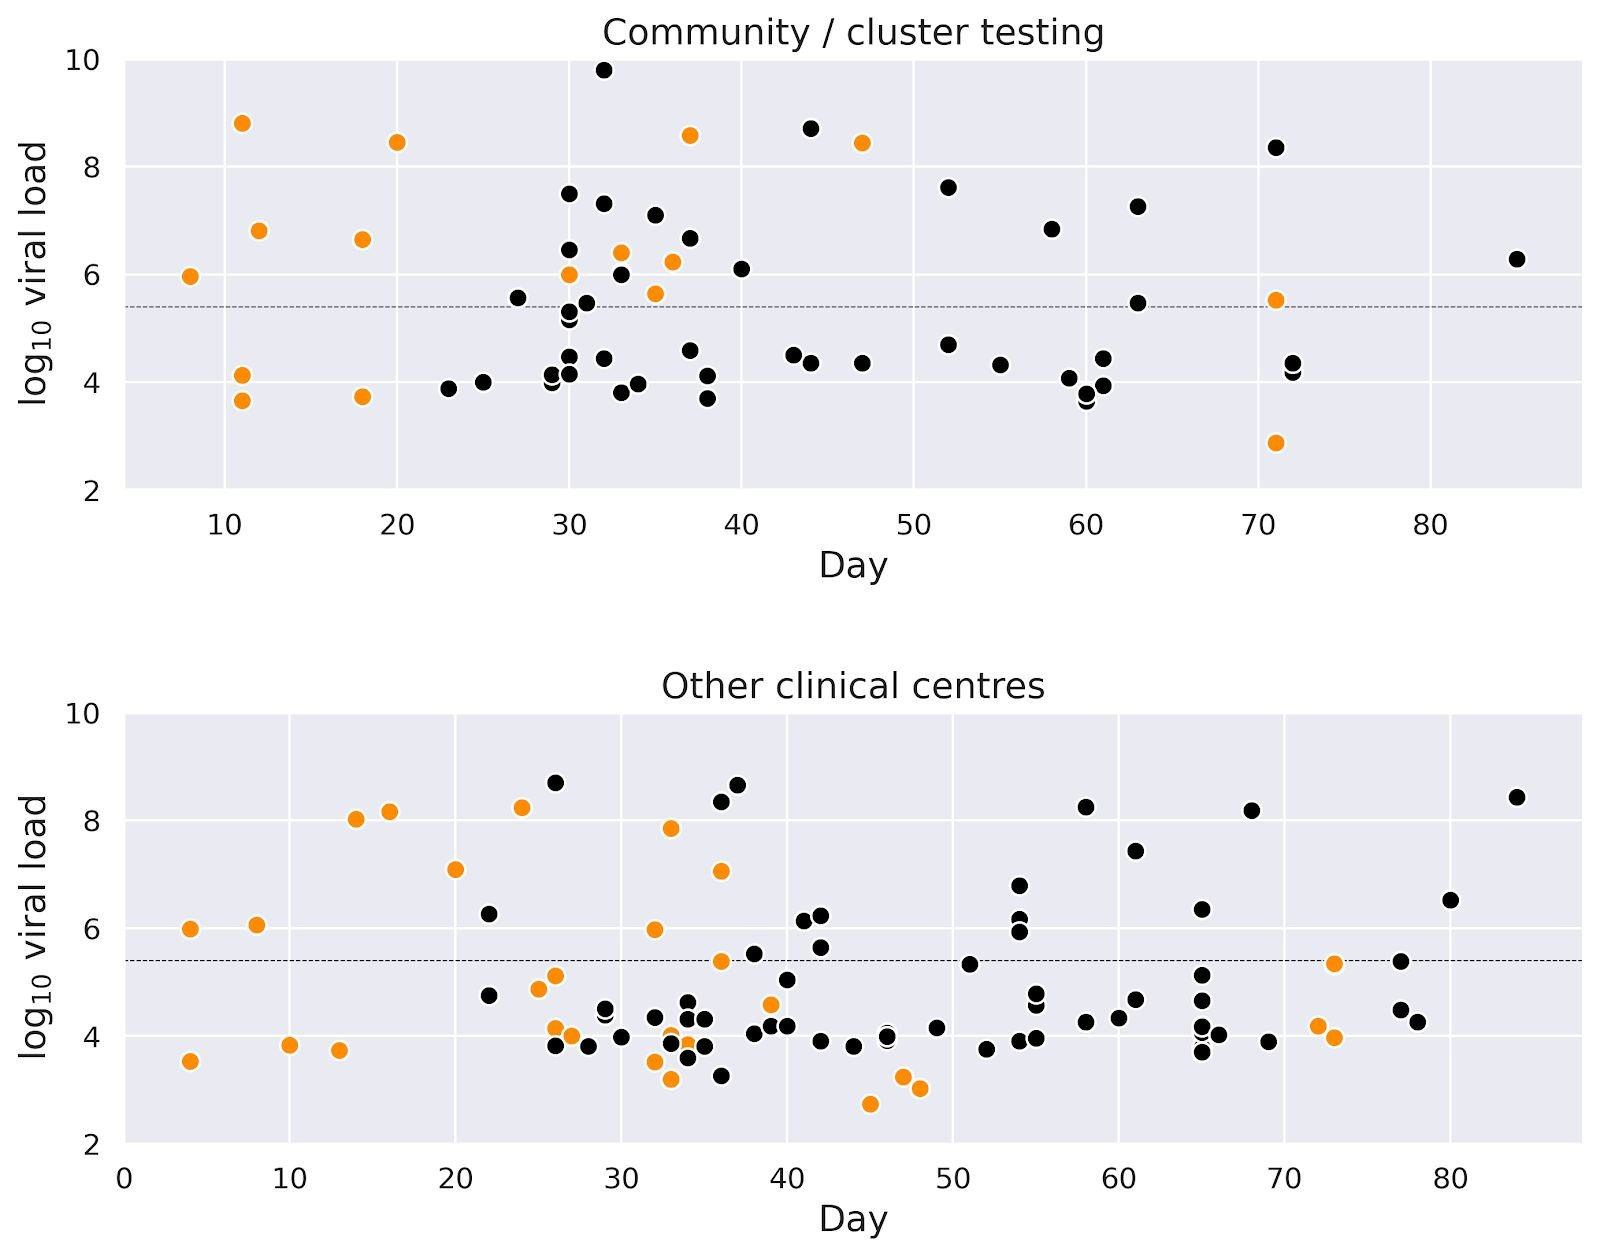 Community / cluster testing
10
8
6
4
2
log₁₀ viral load
10 20 30 40 50 60 70 80
Day
Other clinical centres
10
8
6
4
2
log₁₀ viral load
0 10 20 30 40 50 60 70 80
Day